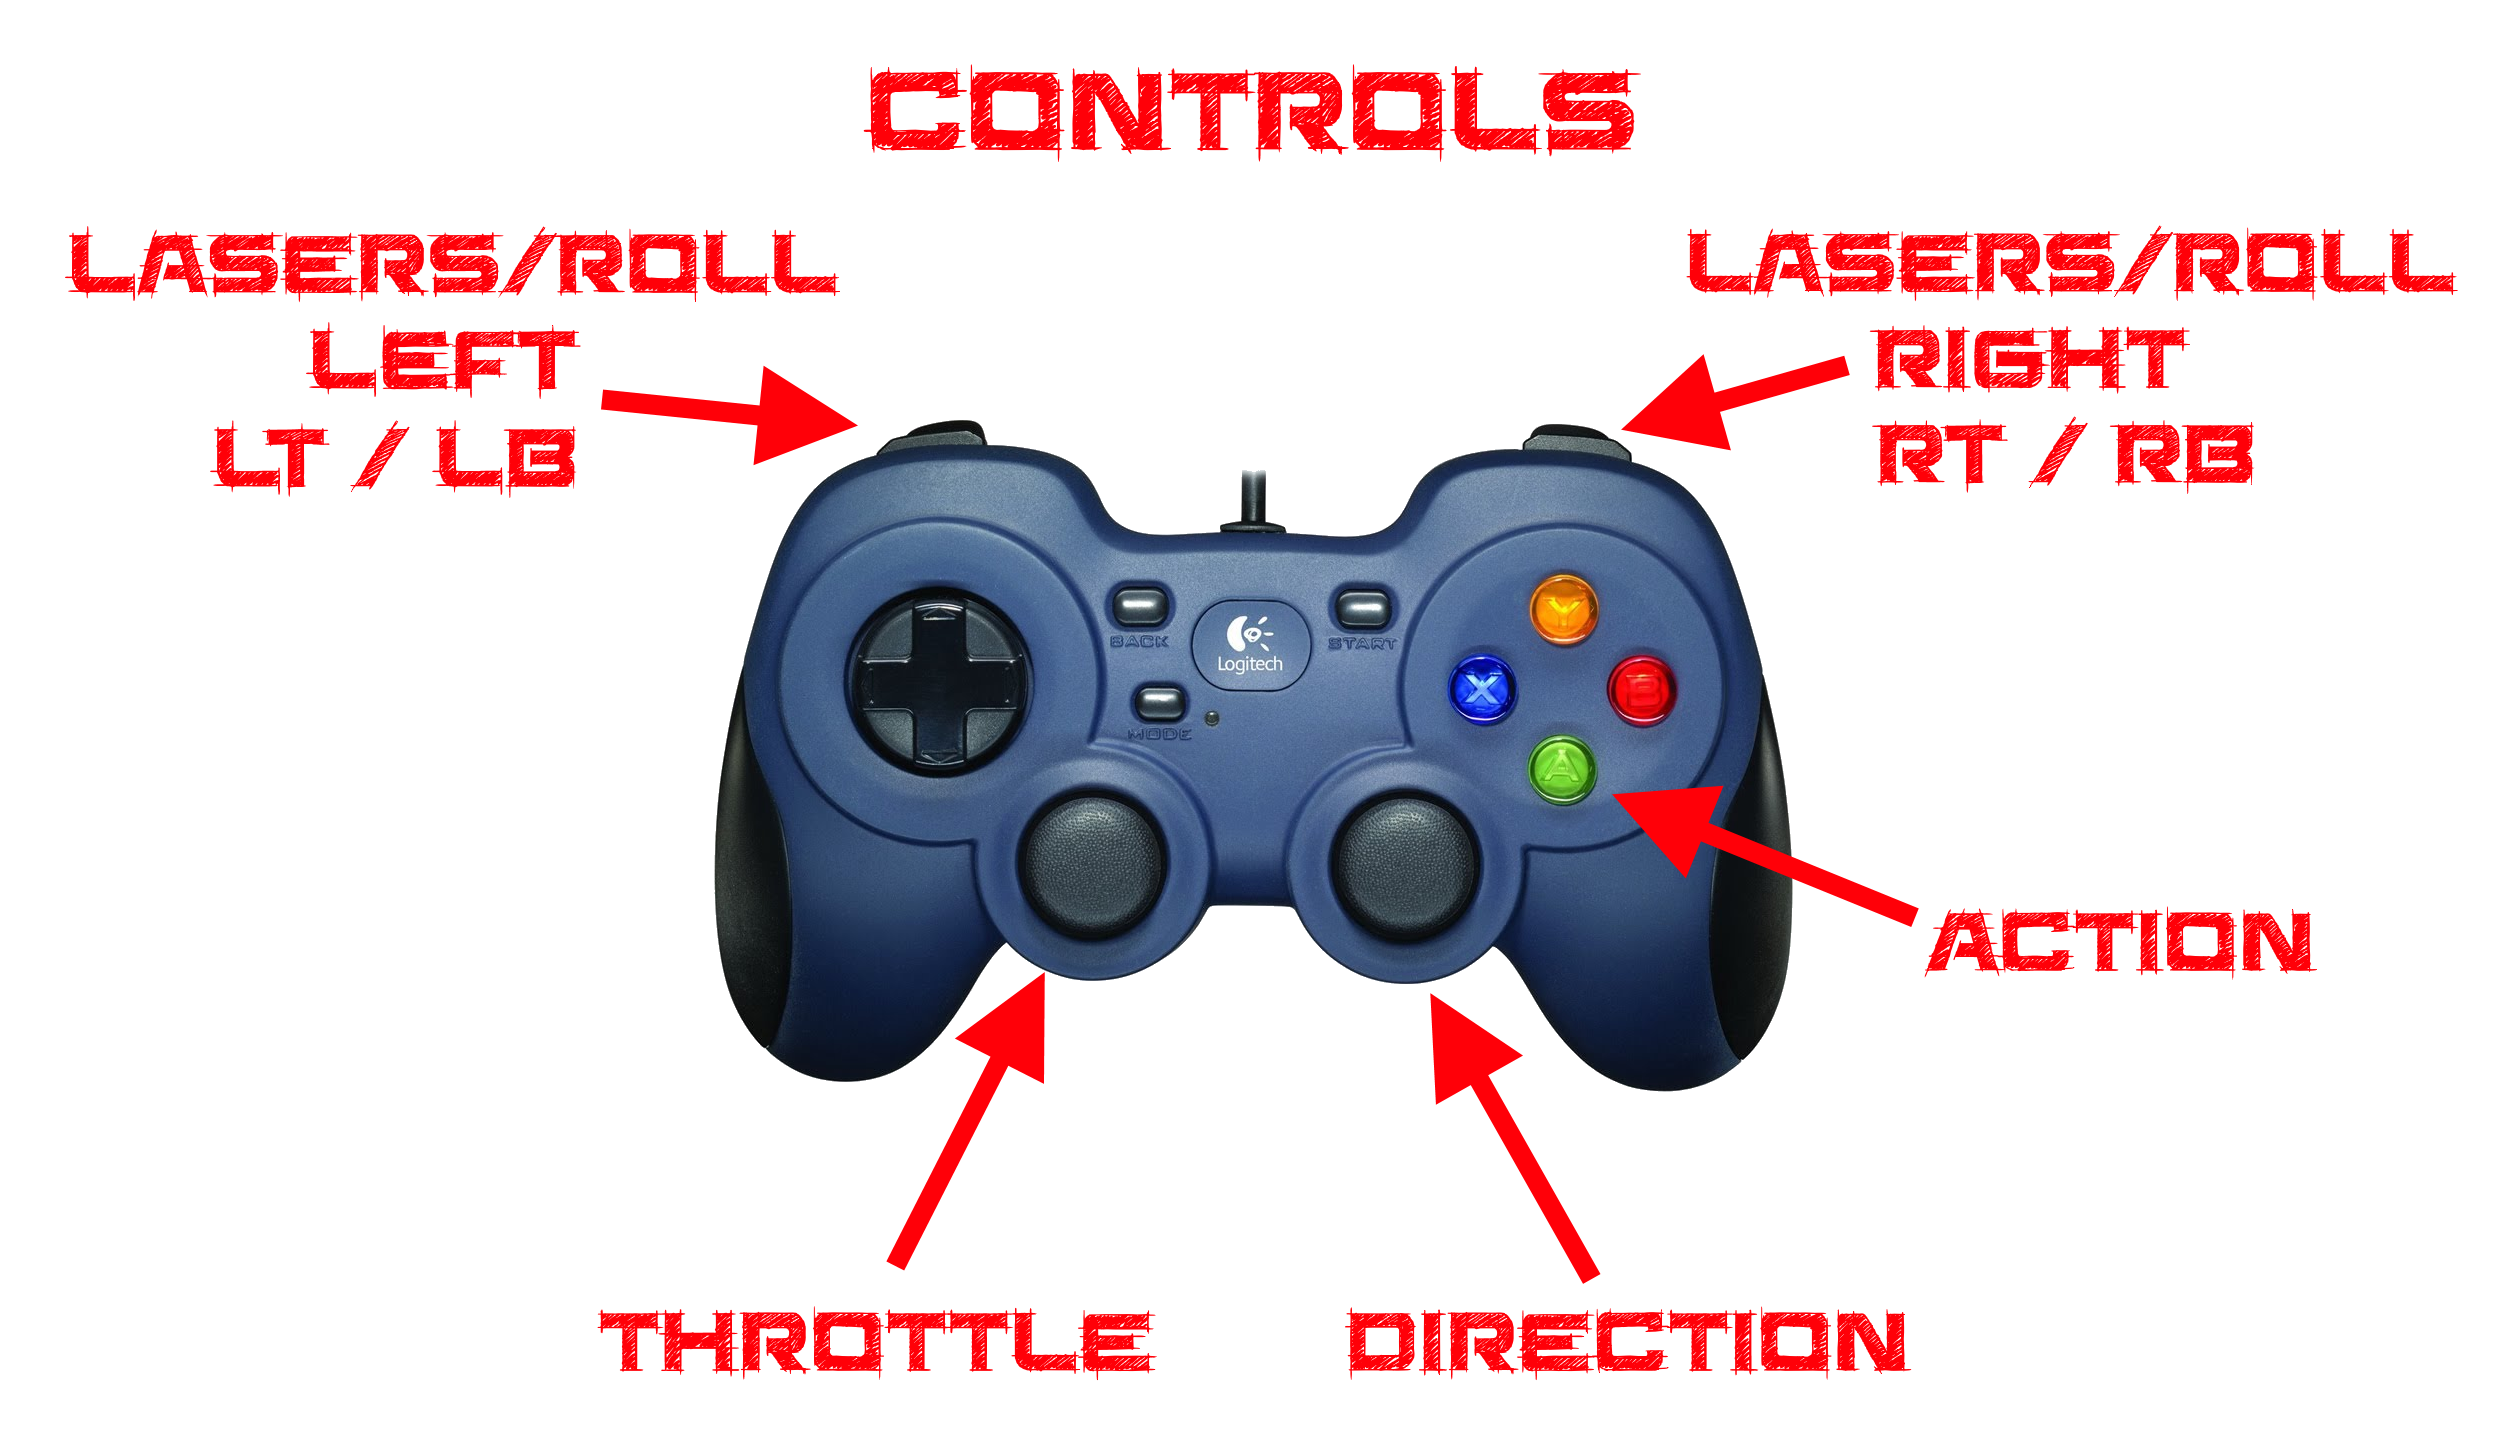 CONTROLS
LASERS/ROLL
LEFT
LT / LB
LASERS/ROLL
RIGHT
RT / RB
BACK
Logitech
START
MODE
Y
X
B
A
ACTION
THROTTLE
DIRECTION